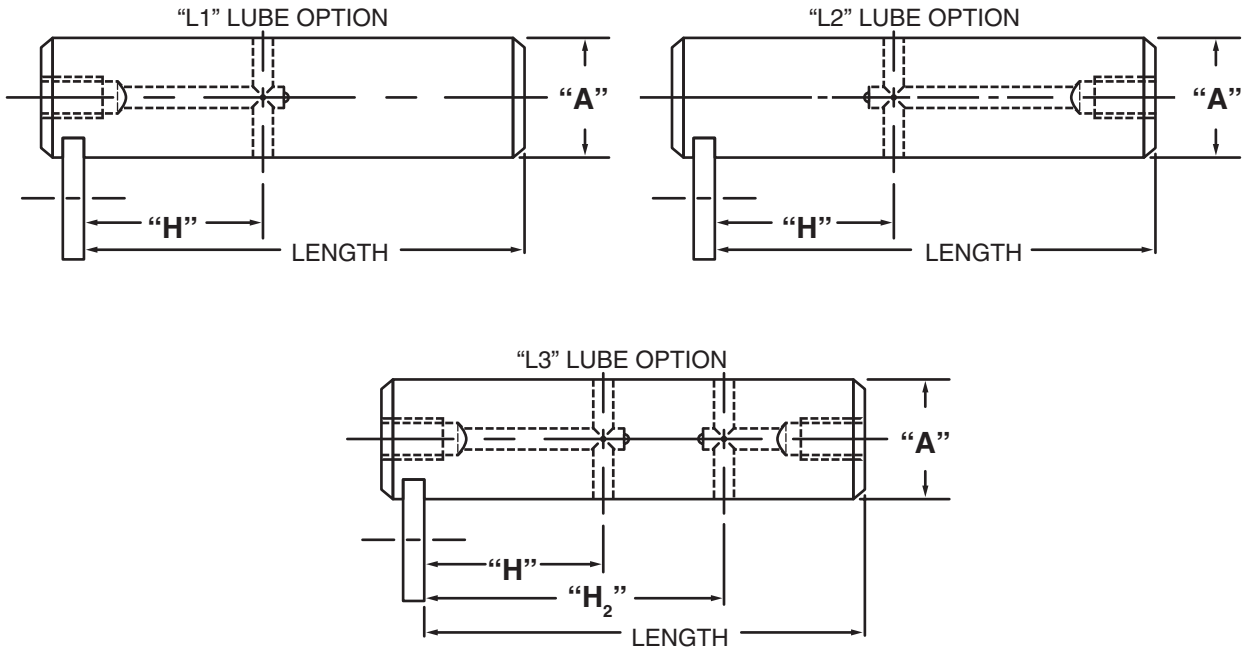 “L1” LUBE OPTION
“A”
“H”
LENGTH
“L2” LUBE OPTION
“A”
“H”
LENGTH
“L3” LUBE OPTION
“A”
“H”
“H₂”
LENGTH